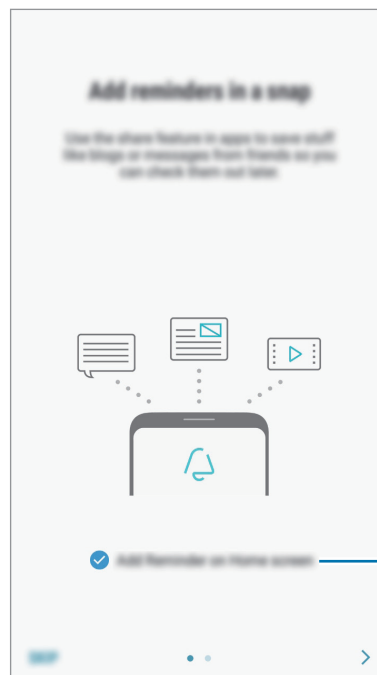 Add reminders in a snap
Use the share feature in apps to save stuff
like blogs or messages from friends so you
can check them out later.
Add Reminder on Home screen
SKIP